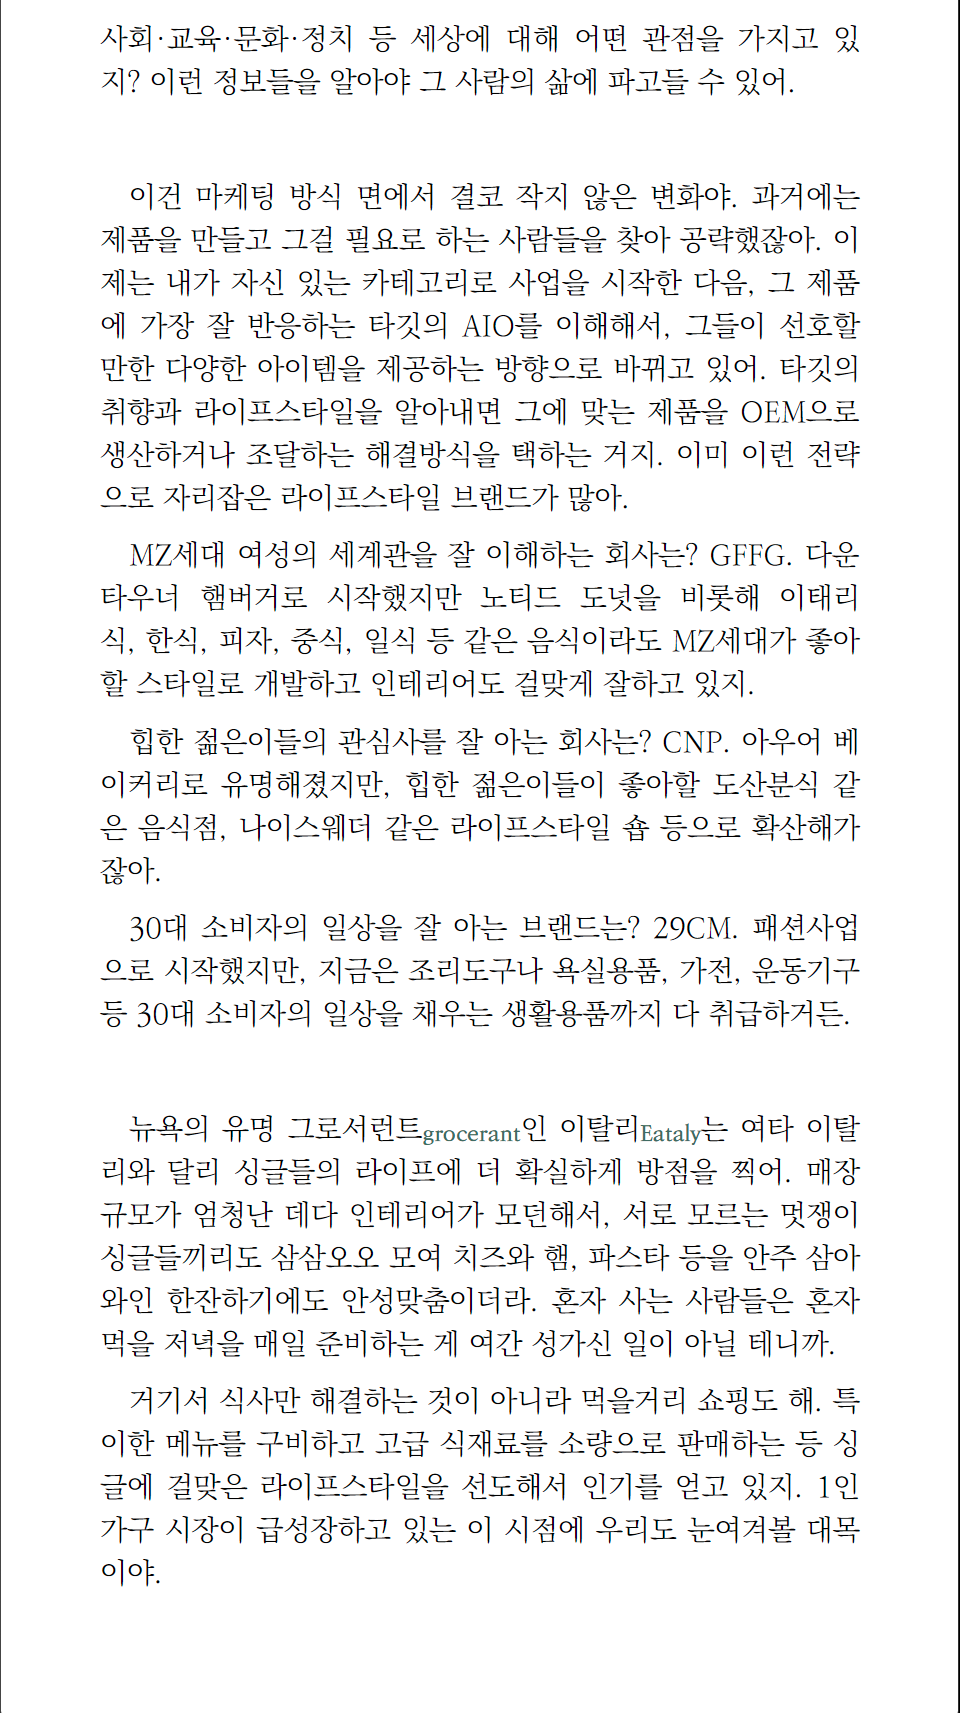 사회·교육·문화·정치 등 세상에 대해 어떤 관점을 가지고 있
지? 이런 정보들을 알아야 그 사람의 삶에 파고들 수 있어.
이건 마케팅 방식 면에서 결코 작지 않은 변화야. 과거에는
제품을 만들고 그걸 필요로 하는 사람들을 찾아 공략했잖아. 이
제는 내가 자신 있는 카테고리로 사업을 시작한 다음, 그 제품
에 가장 잘 반응하는 타깃의 AIO를 이해해서, 그들이 선호할
만한 다양한 아이템을 제공하는 방향으로 바뀌고 있어. 타깃의
취향과 라이프스타일을 알아내면 그에 맞는 제품을 OEM으로
생산하거나 조달하는 해결방식을 택하는 거지. 이미 이런 전략
으로 자리잡은 라이프스타일 브랜드가 많아.
MZ세대 여성의 세계관을 잘 이해하는 회사는? GFFG. 다운
타우너 햄버거로 시작했지만 노티드 도넛을 비롯해 이태리
식, 한식, 피자, 중식, 일식 등 같은 음식이라도 MZ세대가 좋아
할 스타일로 개발하고 인테리어도 걸맞게 잘하고 있지.
힙한 젊은이들의 관심사를 잘 아는 회사는? CNP. 아우어 베
이커리로 유명해졌지만, 힙한 젊은이들이 좋아할 도산분식 같
은 음식점, 나이스웨더 같은 라이프스타일 숍 등으로 확산해가
잖아.
30대 소비자의 일상을 잘 아는 브랜드는? 29CM. 패션사업
으로 시작했지만, 지금은 조리도구나 욕실용품, 가전, 운동기구
등 30대 소비자의 일상을 채우는 생활용품까지 다 취급하거든.
뉴욕의 유명 그로서런트grocerant인 이탈리Eataly는 여타 이탈
리와 달리 싱글들의 라이프에 더 확실하게 방점을 찍어. 매장
규모가 엄청난 데다 인테리어가 모던해서, 서로 모르는 멋쟁이
싱글들끼리도 삼삼오오 모여 치즈와 햄, 파스타 등을 안주 삼아
와인 한잔하기에도 안성맞춤이더라. 혼자 사는 사람들은 혼자
먹을 저녁을 매일 준비하는 게 여간 성가신 일이 아닐 테니까.
거기서 식사만 해결하는 것이 아니라 먹을거리 쇼핑도 해. 특
이한 메뉴를 구비하고 고급 식재료를 소량으로 판매하는 등 싱
글에 걸맞은 라이프스타일을 선도해서 인기를 얻고 있지. 1인
가구 시장이 급성장하고 있는 이 시점에 우리도 눈여겨볼 대목
이야.